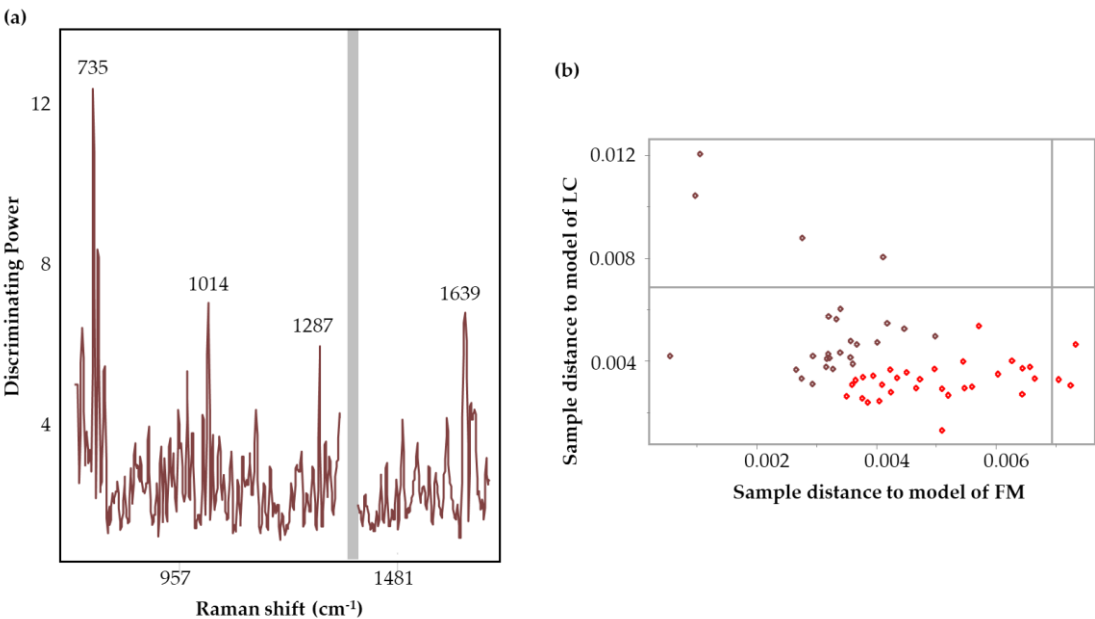 (a)
735
12
Discriminating Power
8
1014
1287
1639
4
957
1481
Raman shift (cm⁻¹)
(b)
0.012
Sample distance to model of LC
0.008
0.004
0.002
0.004
0.006
Sample distance to model of FM